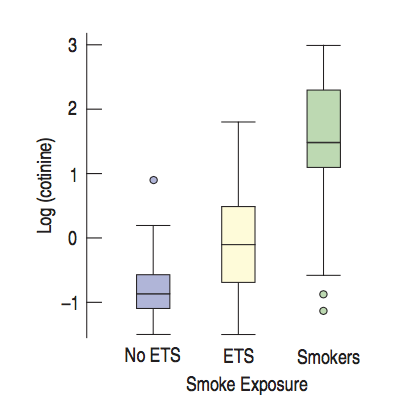 3
2
1
0
–1
Log (cotinine)
No ETS
ETS
Smokers
Smoke Exposure